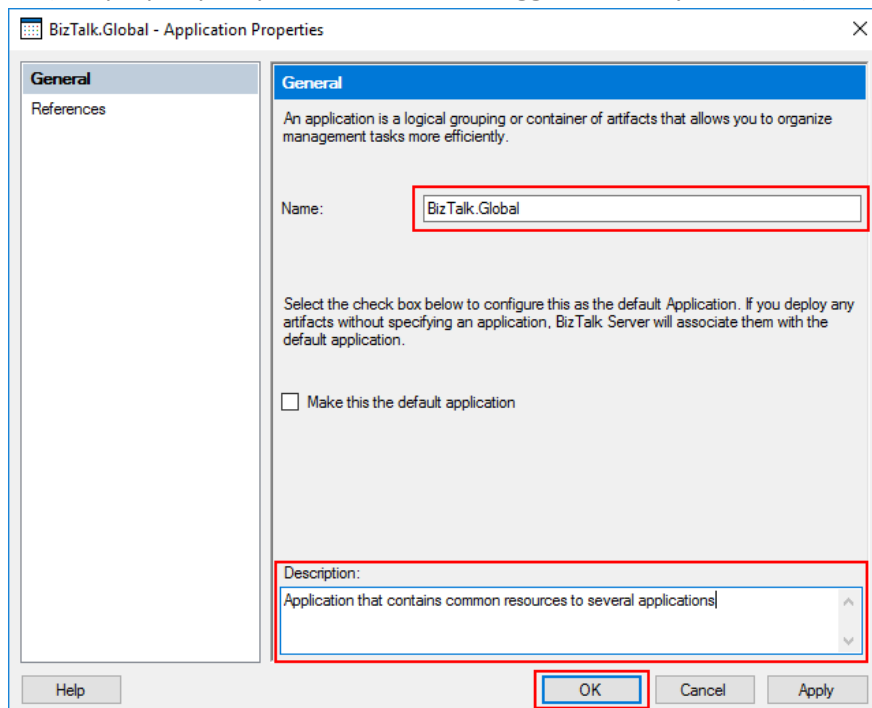 BizTalk.Global - Application Properties
General
References
General
An application is a logical grouping or container of artifacts that allows you to organize
management tasks more efficiently.
Name:
BizTalk.Global
Select the check box below to configure this as the default Application. If you deploy any
artifacts without specifying an application, BizTalk Server will associate them with the
default application.
Make this the default application
Description:
Application that contains common resources to several applications
Help
OK
Cancel
Apply